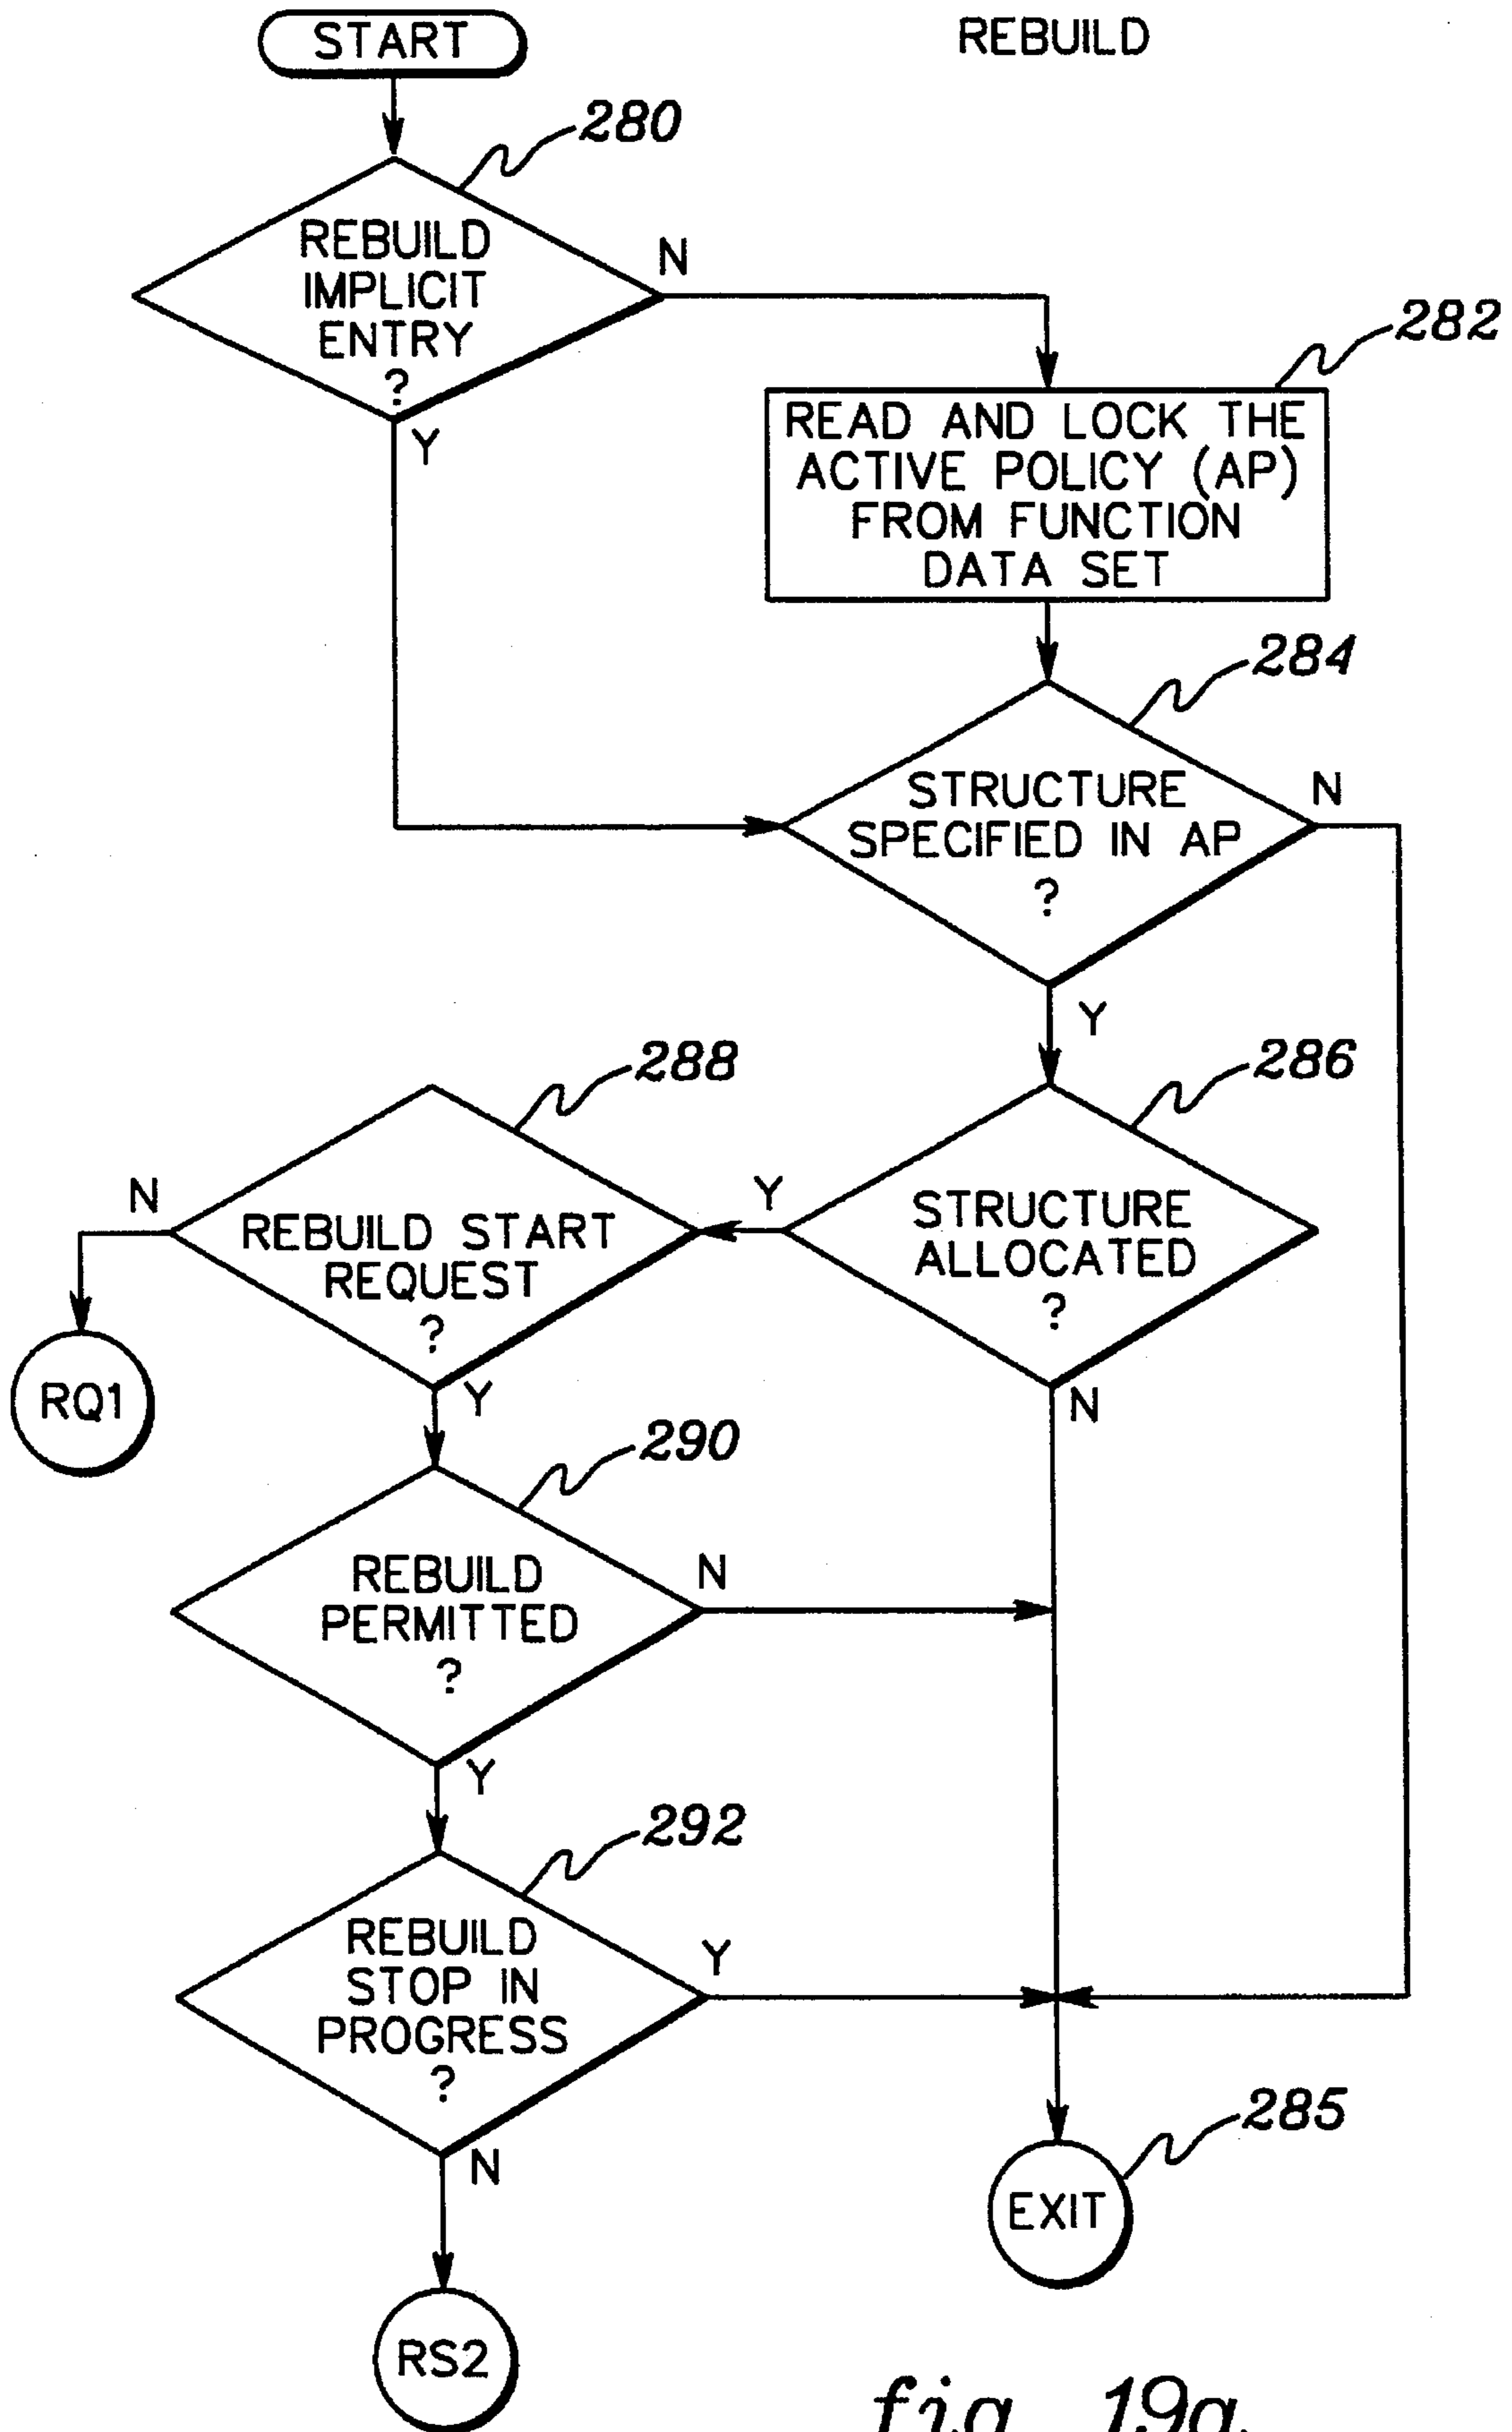 START
REBUILD
280
REBUILD
IMPLICIT
ENTRY
?
N
Y
282
READ AND LOCK THE
ACTIVE POLICY (AP)
FROM FUNCTION
DATA SET
284
STRUCTURE
SPECIFIED IN AP
?
N
Y
286
STRUCTURE
ALLOCATED
?
Y
N
288
REBUILD START
REQUEST
?
N
Y
RQ1
290
REBUILD
PERMITTED
?
N
Y
292
REBUILD
STOP IN
PROGRESS
?
Y
N
285
EXIT
RS2
fig. 19a